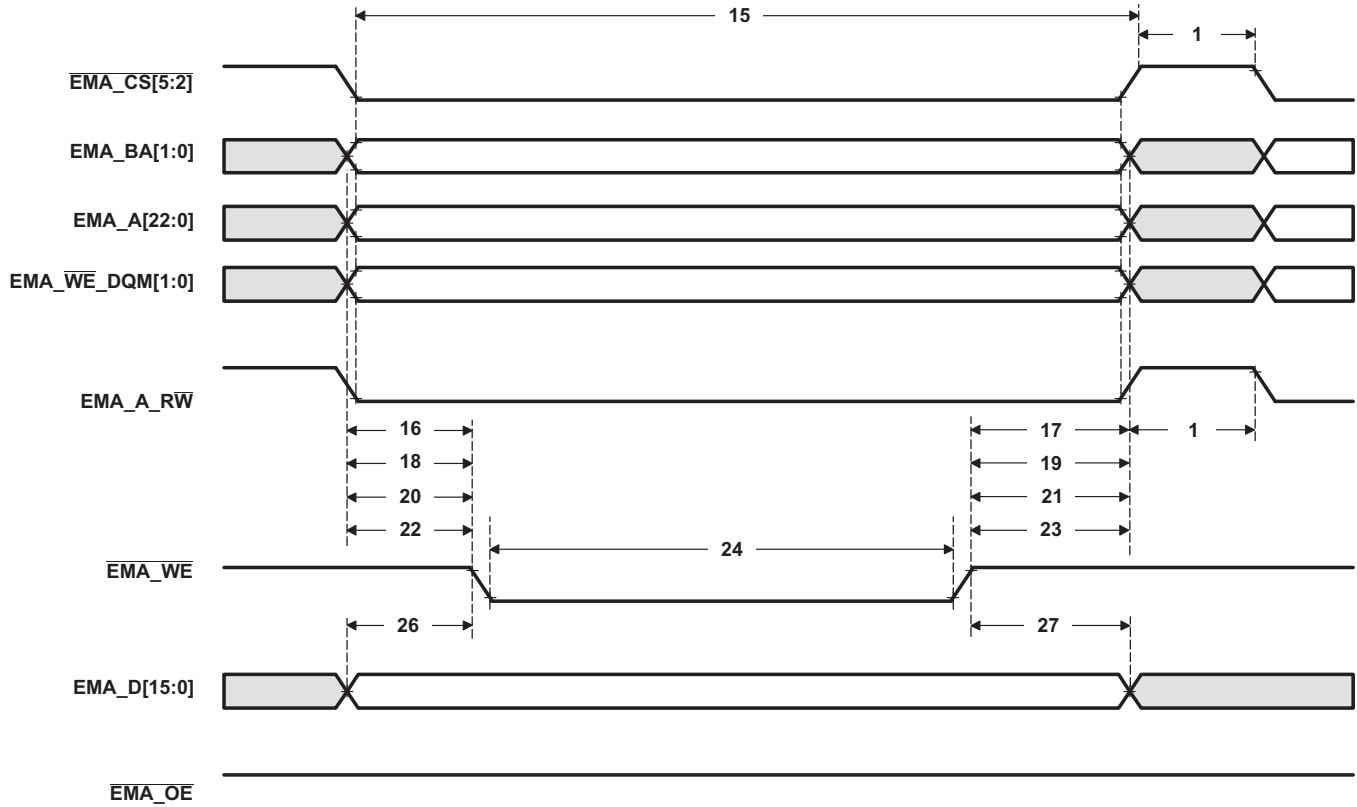 15
1
EMA_CS[5:2]
EMA_BA[1:0]
EMA_A[22:0]
EMA_WE_DQM[1:0]
EMA_A_RW
16 17 1
18 19
20 21
22 23
24
EMA_WE
26 27
EMA_D[15:0]
EMA_OE